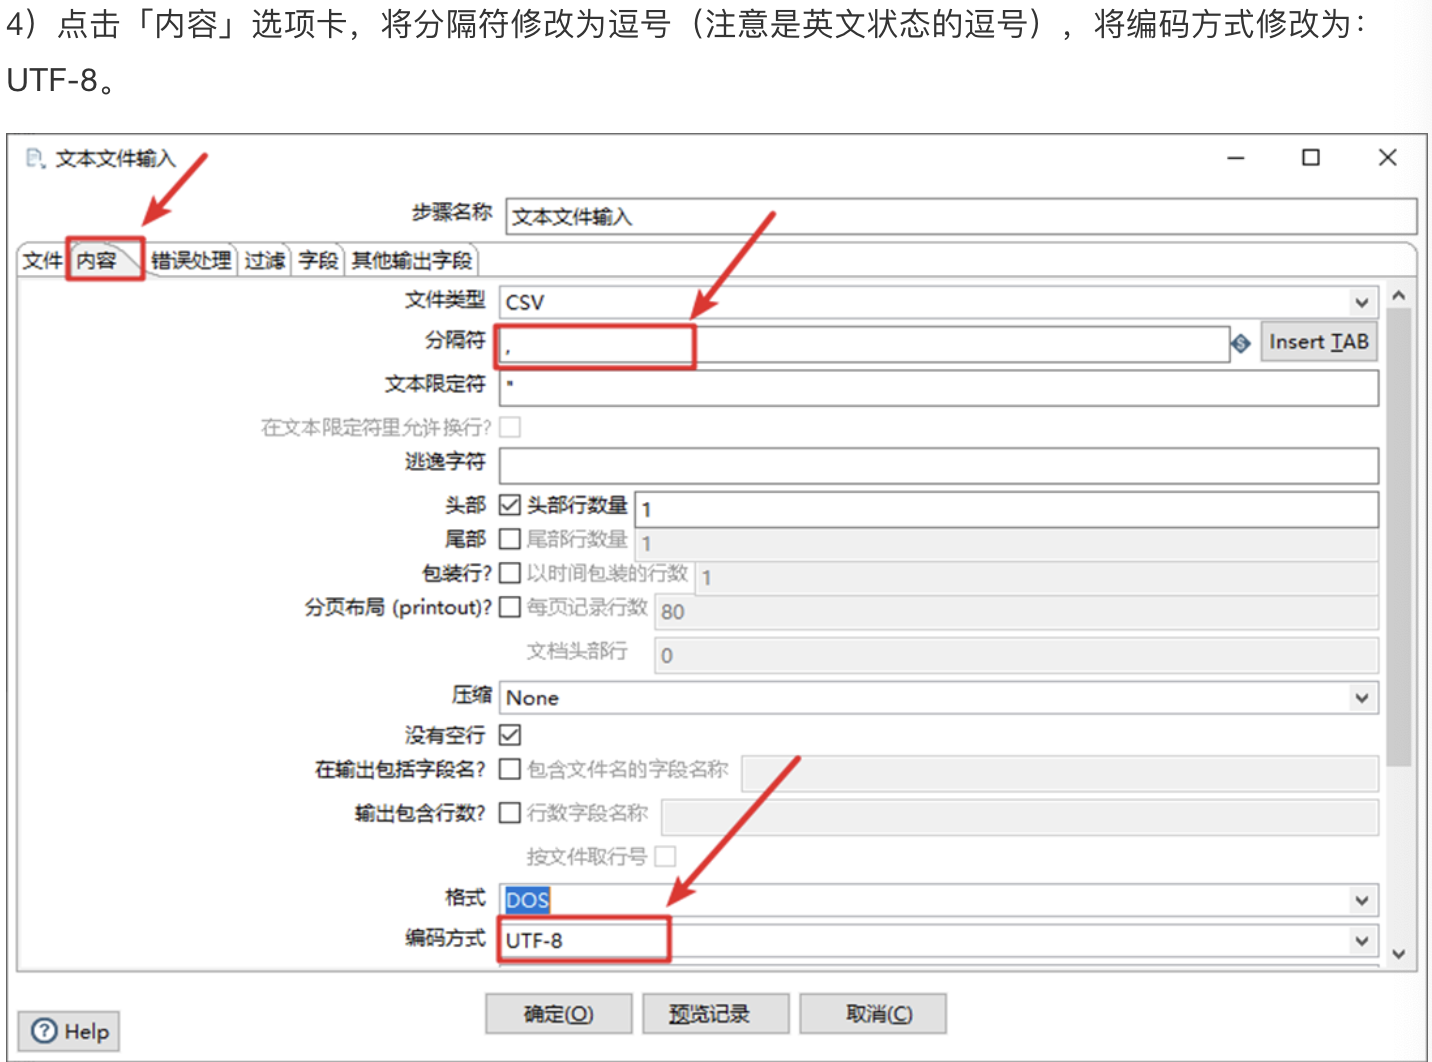 4）点击「内容」选项卡，将分隔符修改为逗号（注意是英文状态的逗号），将编码方式修改为：
UTF-8。
文本文件输入
步骤名称 文本文件输入
文件 内容 错误处理 过滤 字段 其他输出字段
文件类型 CSV
分隔符 , Insert TAB
文本限定符 "
在文本限定符里允许换行?
逃逸字符
头部 头部行数量 1
尾部 尾部行数量 1
包装行? 以时间包装的行数 1
分页布局 (printout)? 每页记录行数 80
文档头部行 0
压缩 None
没有空行
在输出包括字段名? 包含文件名的字段名称
输出包含行数? 行数字段名称
按文件取行号
格式 DOS
编码方式 UTF-8
确定(O) 预览记录 取消(C)
Help